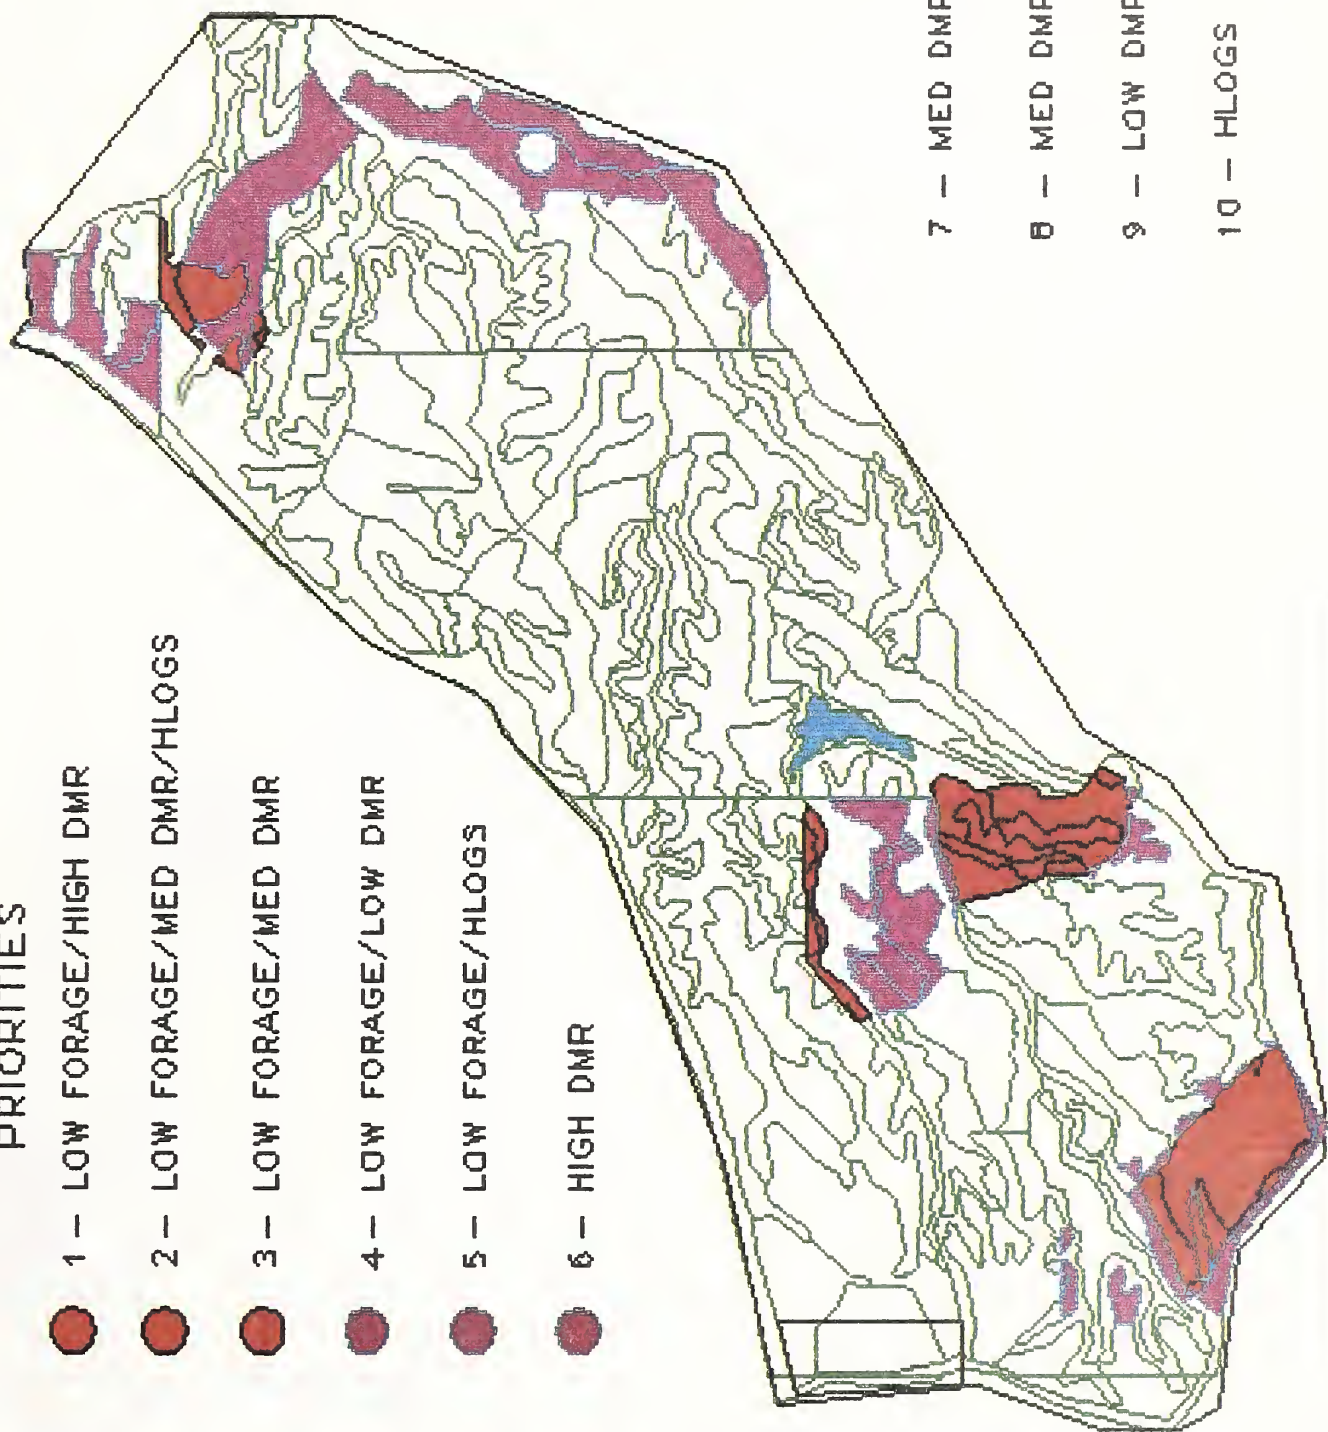 PRIORITIES
1 - LOW FORAGE/HIGH DMR
2 - LOW FORAGE/MED DMR/HLOGS
3 - LOW FORAGE/MED DMR
4 - LOW FORAGE/LOW DMR
5 - LOW FORAGE/HLOGS
6 - HIGH DMR
7 - MED DMR
8 - MED DMR
9 - LOW DMR
10 - HLOGS